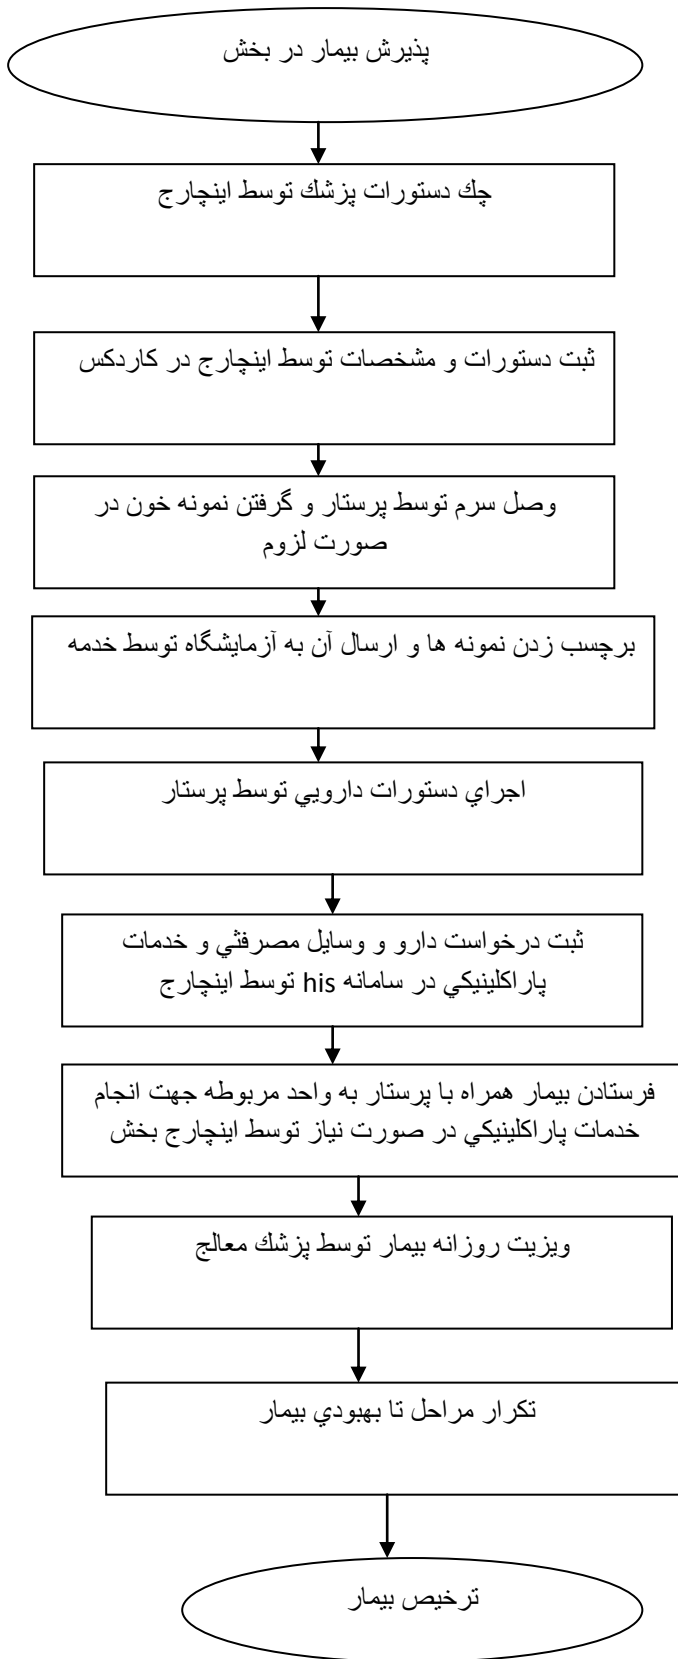 پذيرش بيمار در بخش
چك دستورات پزشك توسط اينچارج
ثبت دستورات و مشخصات توسط اينچارج در كاردكس
وصل سرم توسط پرستار و گرفتن نمونه خون در
صورت لزوم
برچسب زدن نمونه ها و ارسال آن به آزمايشگاه توسط خدمه
اجراي دستورات دارويي توسط پرستار
ثبت درخواست دارو و وسايل مصرفثي و خدمات
پاراكلينيكي در سامانه his توسط اينچارج
فرستادن بيمار همراه با پرستار به واحد مربوطه جهت انجام
خدمات پاراكلينيكي در صورت نياز توسط اينچارج بخش
ويزيت روزانه بيمار توسط پزشك معالج
تكرار مراحل تا بهبودي بيمار
ترخيص بيمار